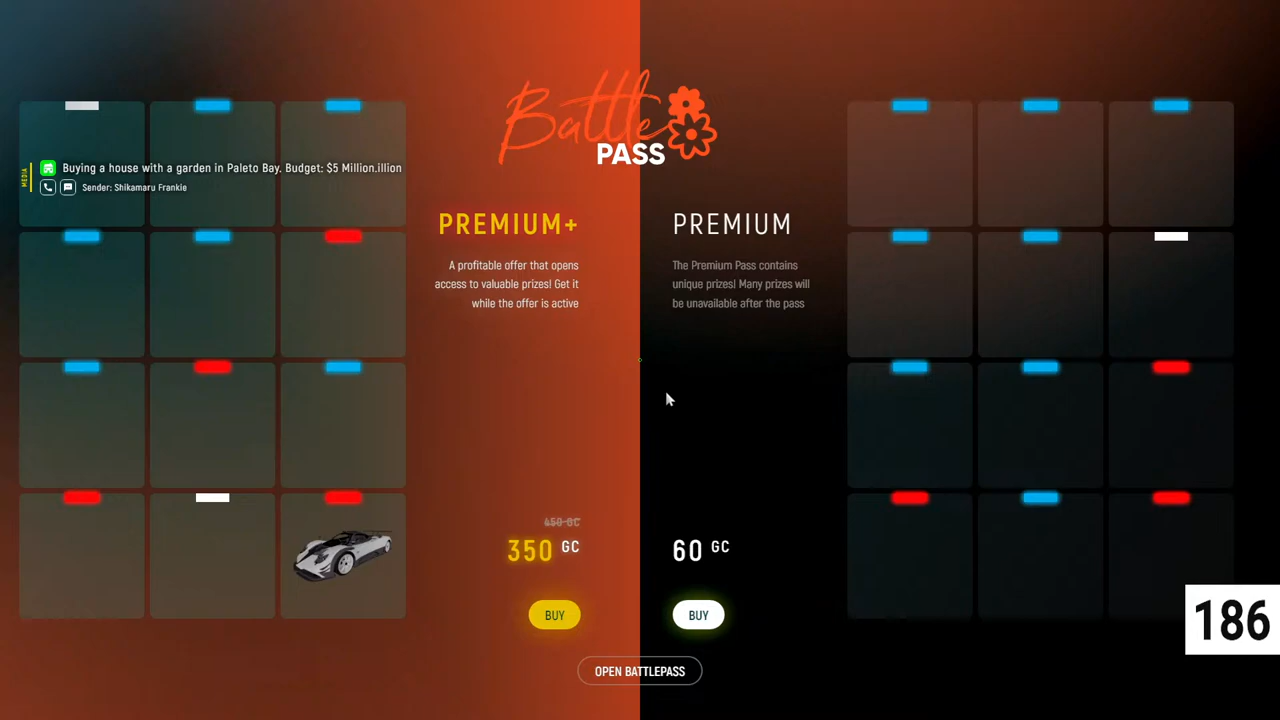 Battle
PASS
MEDIA
Buying a house with a garden in Paleto Bay. Budget: $5 Million.illion
Sender: Shikamaru Frankie
PREMIUM+
A profitable offer that opens
access to valuable prizes! Get it
while the offer is active
450 GC
350 GC
BUY
PREMIUM
The Premium Pass contains
unique prizes! Many prizes will
be unavailable after the pass
60 GC
BUY
OPEN BATTLEPASS
186